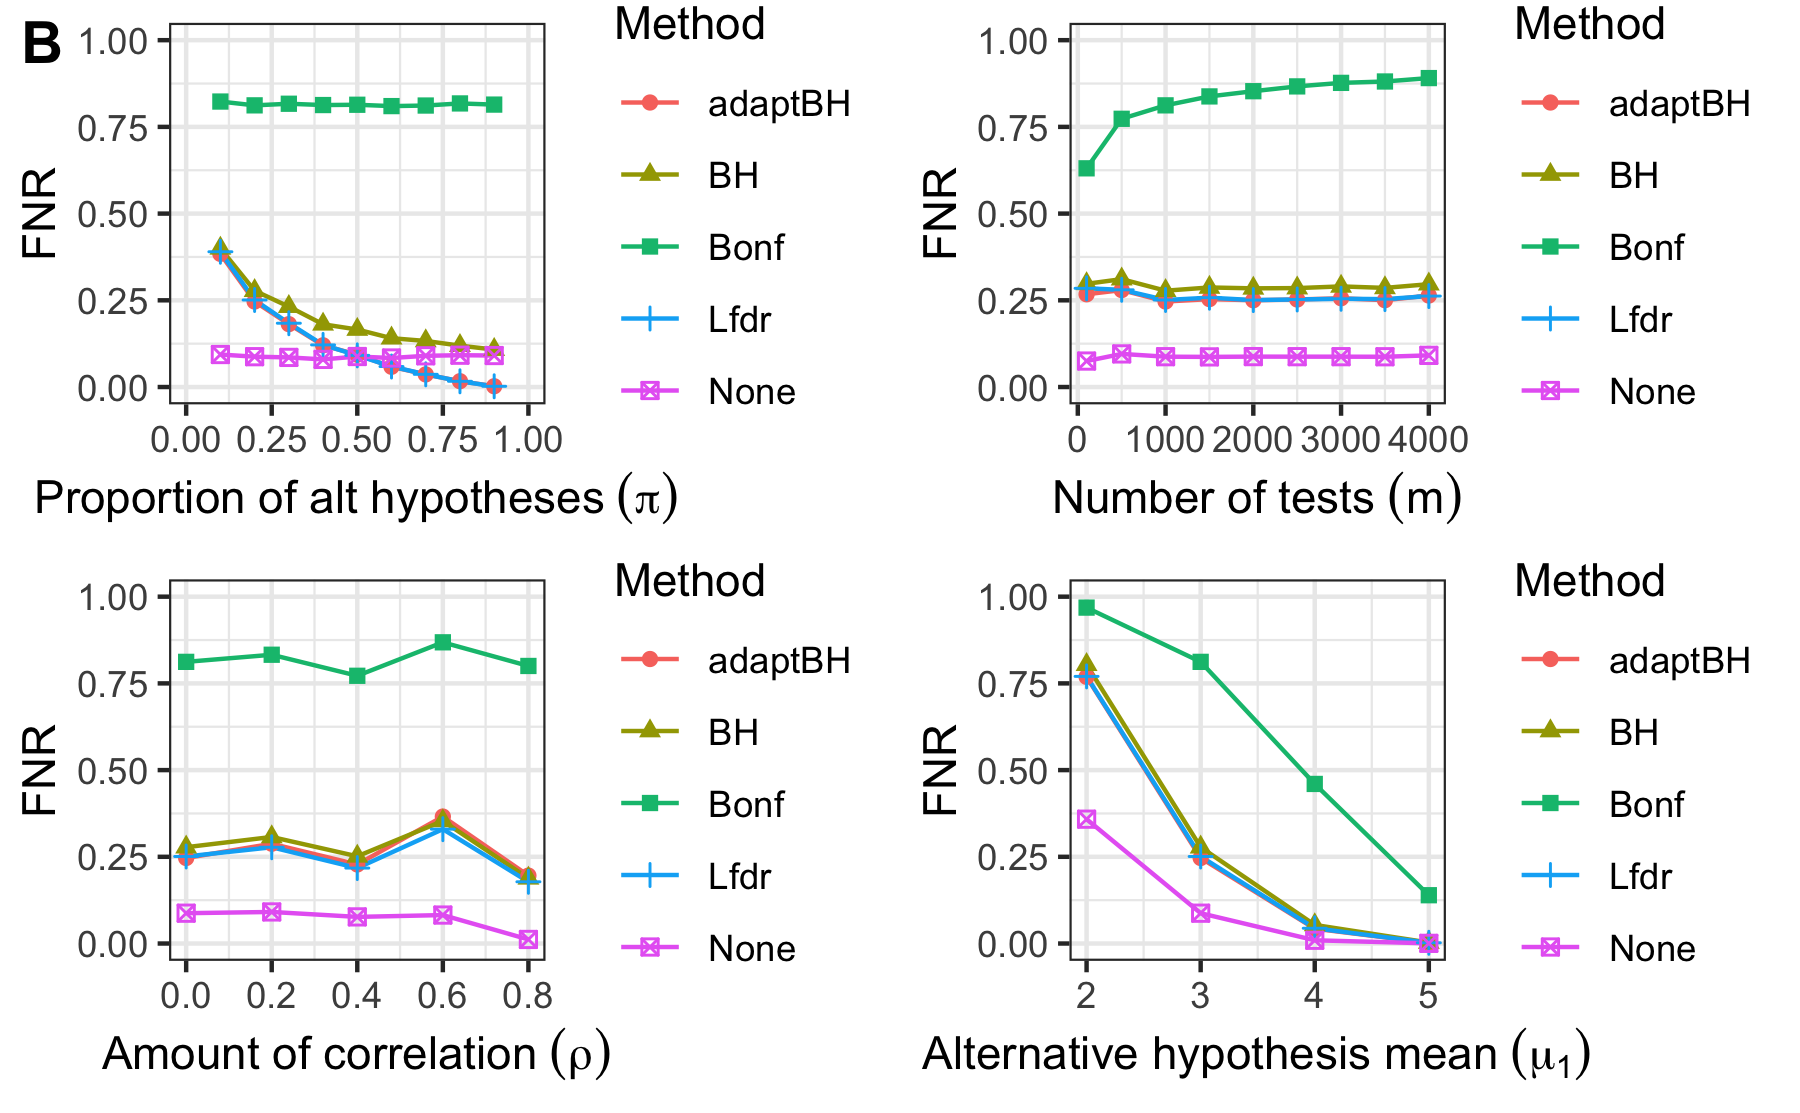 B
1.00
0.75
0.50
0.25
0.00
FNR
0.00 0.25 0.50 0.75 1.00
Proportion of alt hypotheses (π)
Method
adaptBH
BH
Bonf
Lfdr
None
1.00
0.75
0.50
0.25
0.00
FNR
0 1000 2000 3000 4000
Number of tests (m)
Method
adaptBH
BH
Bonf
Lfdr
None
1.00
0.75
0.50
0.25
0.00
FNR
0.0 0.2 0.4 0.6 0.8
Amount of correlation (ρ)
Method
adaptBH
BH
Bonf
Lfdr
None
1.00
0.75
0.50
0.25
0.00
FNR
2 3 4 5
Alternative hypothesis mean (μ₁)
Method
adaptBH
BH
Bonf
Lfdr
None